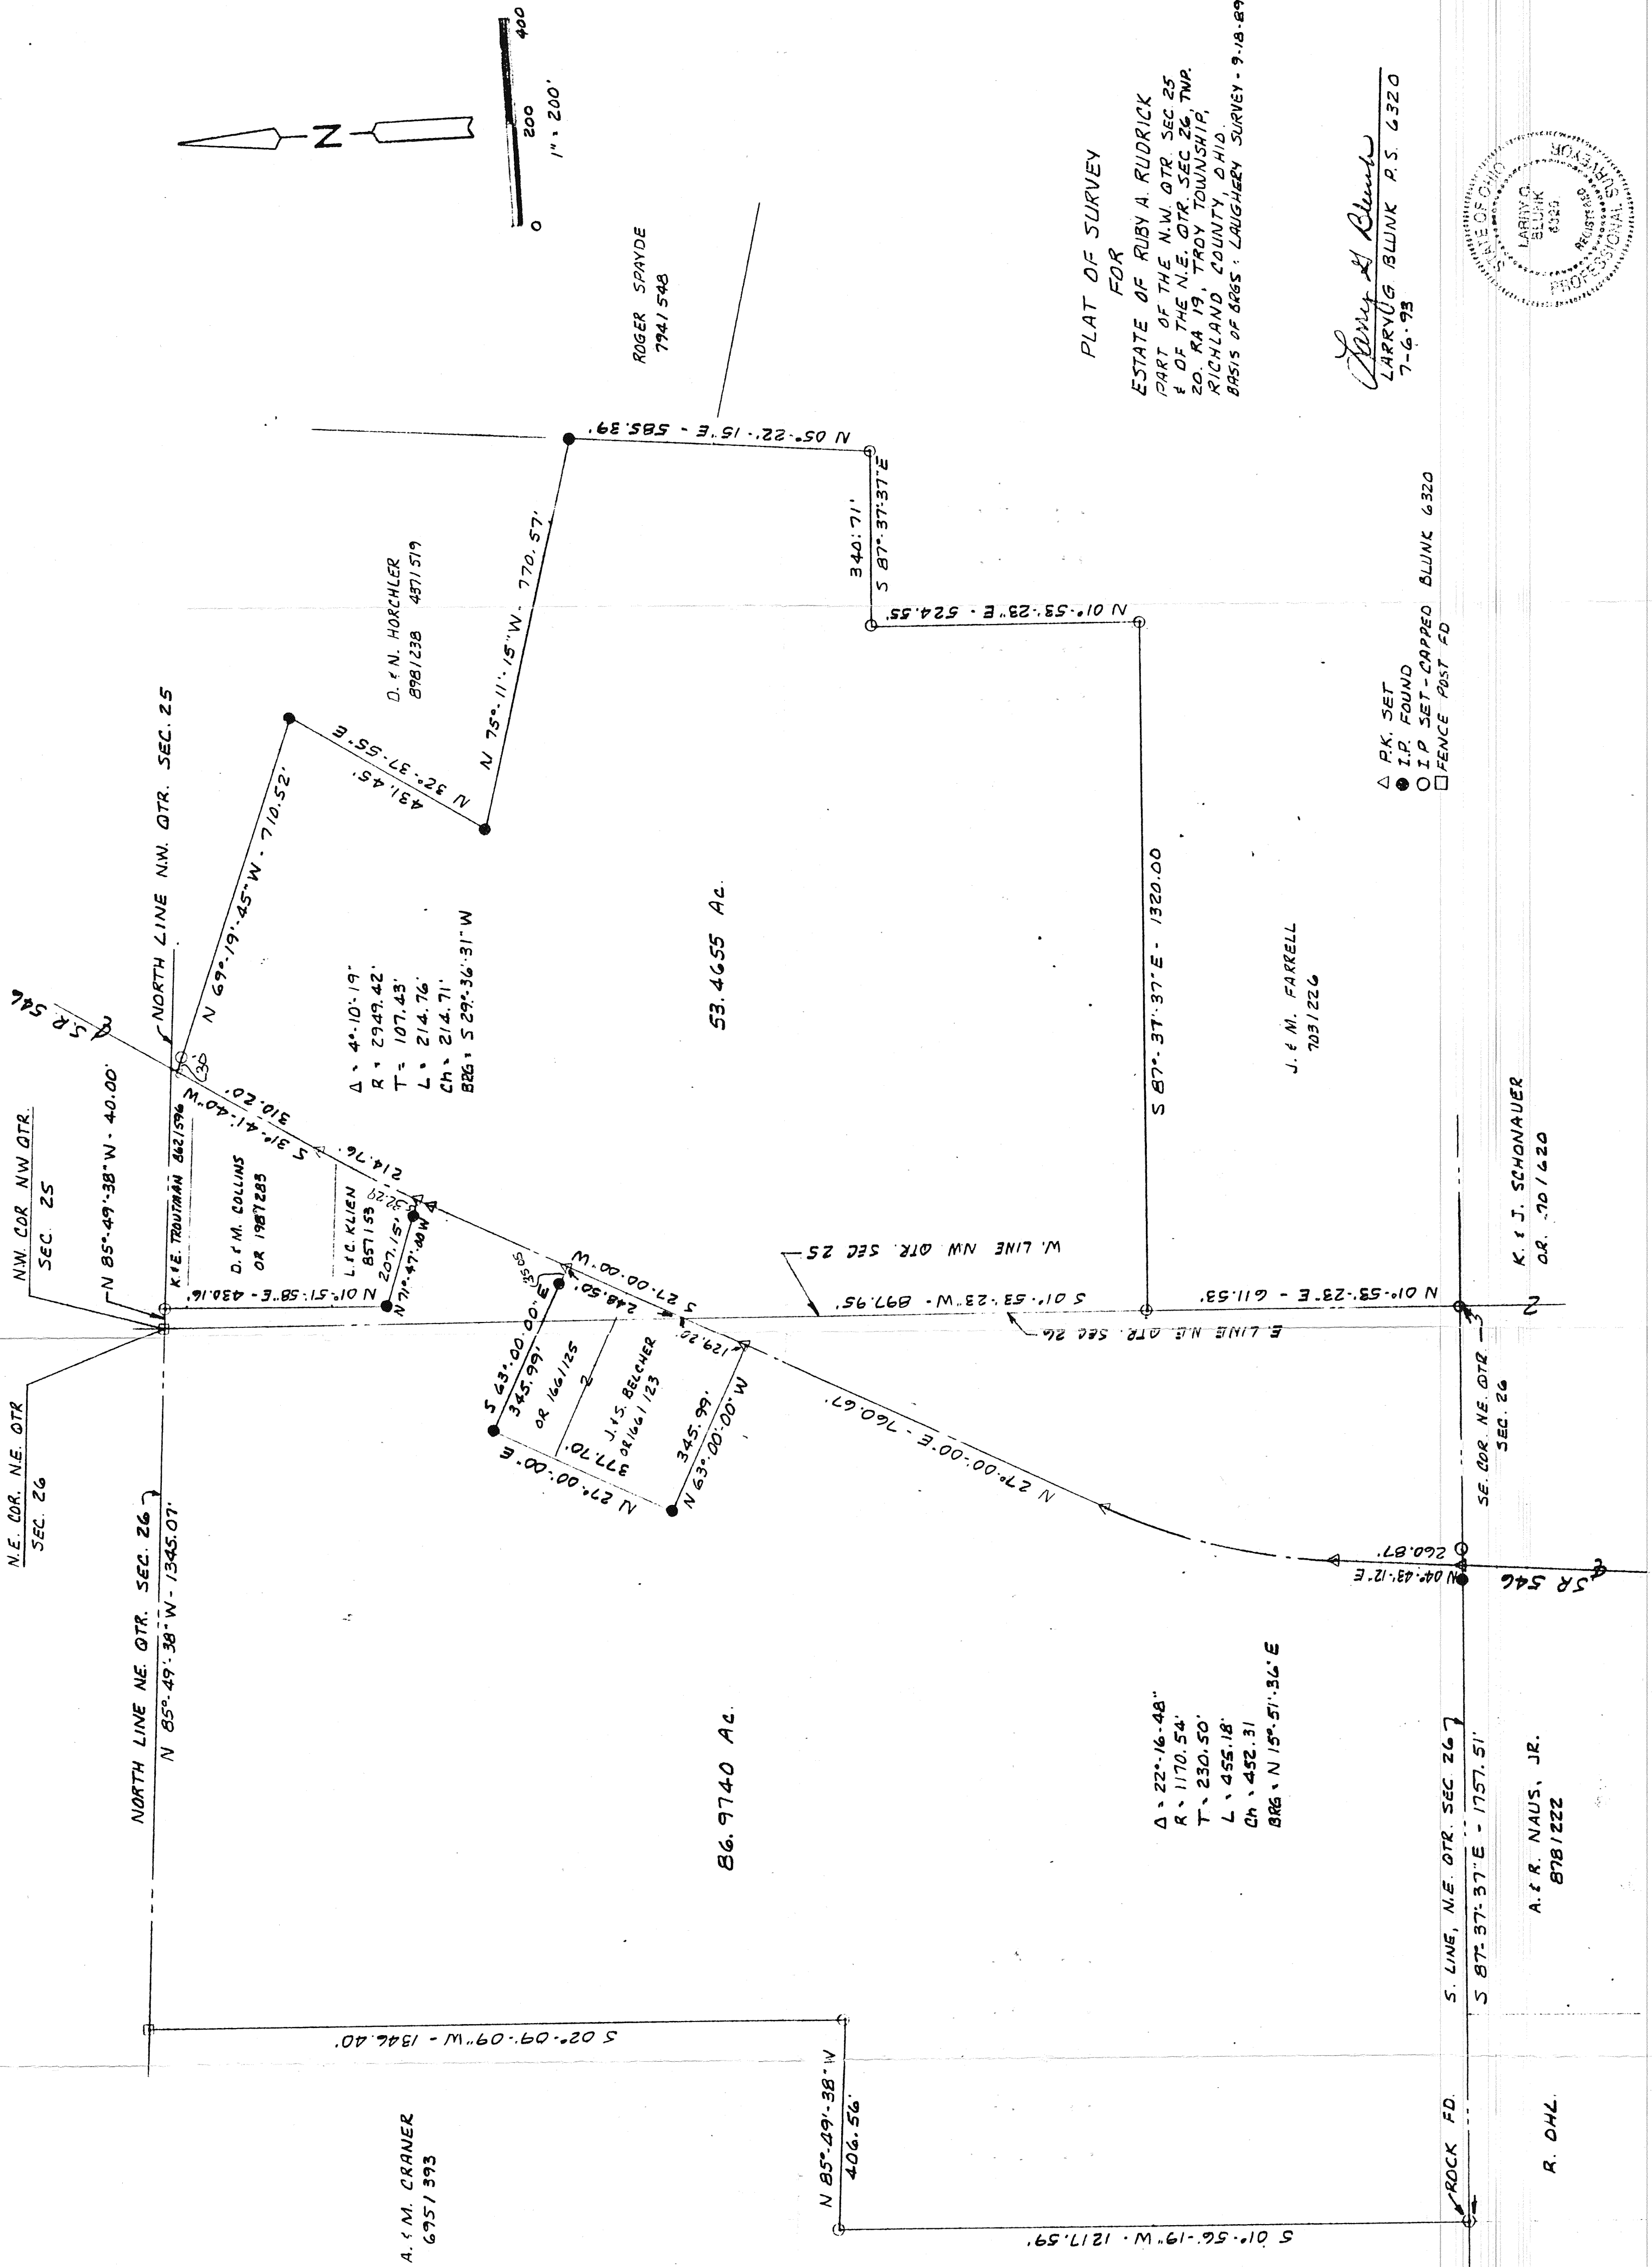 N.E. COR. N.E. QTR
SEC. 26
N.W. COR NW QTR.
SEC. 25
N 85°-49'-38" W - 40.00'
NORTH LINE NE. QTR. SEC. 26
N 85°-49'-38" W - 1345.07'
K & E. TROUTMAN 862/596
D. & M. COLLINS
OR 198/283
L. & C. KLIEN
857/153
N 01°-51'-58" E - 430.16'
207.15'
N 71°-47'-00" W
32.29
214.76'
S 31°-41'-40" W
310.20'
30'
SR 546
NORTH LINE N.W. QTR. SEC. 25
N 69°-19'-45" W - 710.52'
Δ = 4°-10'-19"
R = 2949.42'
T = 107.43'
L = 214.76'
Ch = 214.71'
BRG = S 29°-36'-31" W
N 32°-37'-55" E
431.45'
D. & N. HORCHLER
898/238 437/519
N 75°-11'-15" W - 770.57'
N
0 200 400
1" = 200'
ROGER SPAYDE
794/548
N 05°-22'-15" E - 585.39'
340.71'
S 87°-37'-37" E
N 01°-53'-23" E - 524.55'
53.4655 Ac.
S 87°-37'-37" E - 1320.00
J. & M. FARRELL
703/226
A. & M. CRANER
695/393
S 02°-09'-09" W - 1346.40'
N 85°-49'-38" W
406.56'
S 01°-56'-19" W - 1217.59'
86.9740 Ac.
S 63°-00'-00" E
345.99'
35.05
OR 166/125
J. & S. BELCHER
OR 166/123
377.70'
N 27°-00'-00" E
345.99'
N 63°-00'-00" W
248.50'
S 27°-00'-00" W
129.20'
W. LINE NW QTR. SEC 25
S 01°-53'-23" W - 897.95'
E. LINE N.E. QTR. SEC 26
N 01°-53'-23" E - 611.53'
N 27°-00'-00" E - 760.67'
Δ = 22°-16'-48"
R = 1170.54'
T = 230.50'
L = 455.18'
Ch = 452.31
BRG = N 15°-51'-36" E
260.87'
N 04°-43'-12" E
SR 546
ROCK FD.
S. LINE, N.E. QTR. SEC. 26
S 87°-37'-37" E - 1757.51'
R. OHL
A. & R. NAUS, JR.
878/222
SE. COR. NE. QTR.
SEC. 26
K. & J. SCHONAUER
O.R. 70/620
△ P.K. SET
● I.P. FOUND
○ I.P SET - CAPPED BLUNK 6320
□ FENCE POST FD
PLAT OF SURVEY
FOR
ESTATE OF RUBY A. RUDRICK
PART OF THE N.W. QTR. SEC 25
& OF THE N.E. QTR. SEC 26, TWP.
20. RA 19, TROY TOWNSHIP,
RICHLAND COUNTY, OHIO.
BASIS OF BRGS: LAUGHERY SURVEY - 9-18-89
Larry G Blunk
LARRY G BLUNK P.S. 6320
7-6-93
STATE OF OHIO
LARRY G.
BLUNK
6320
REGISTERED
PROFESSIONAL SURVEYOR